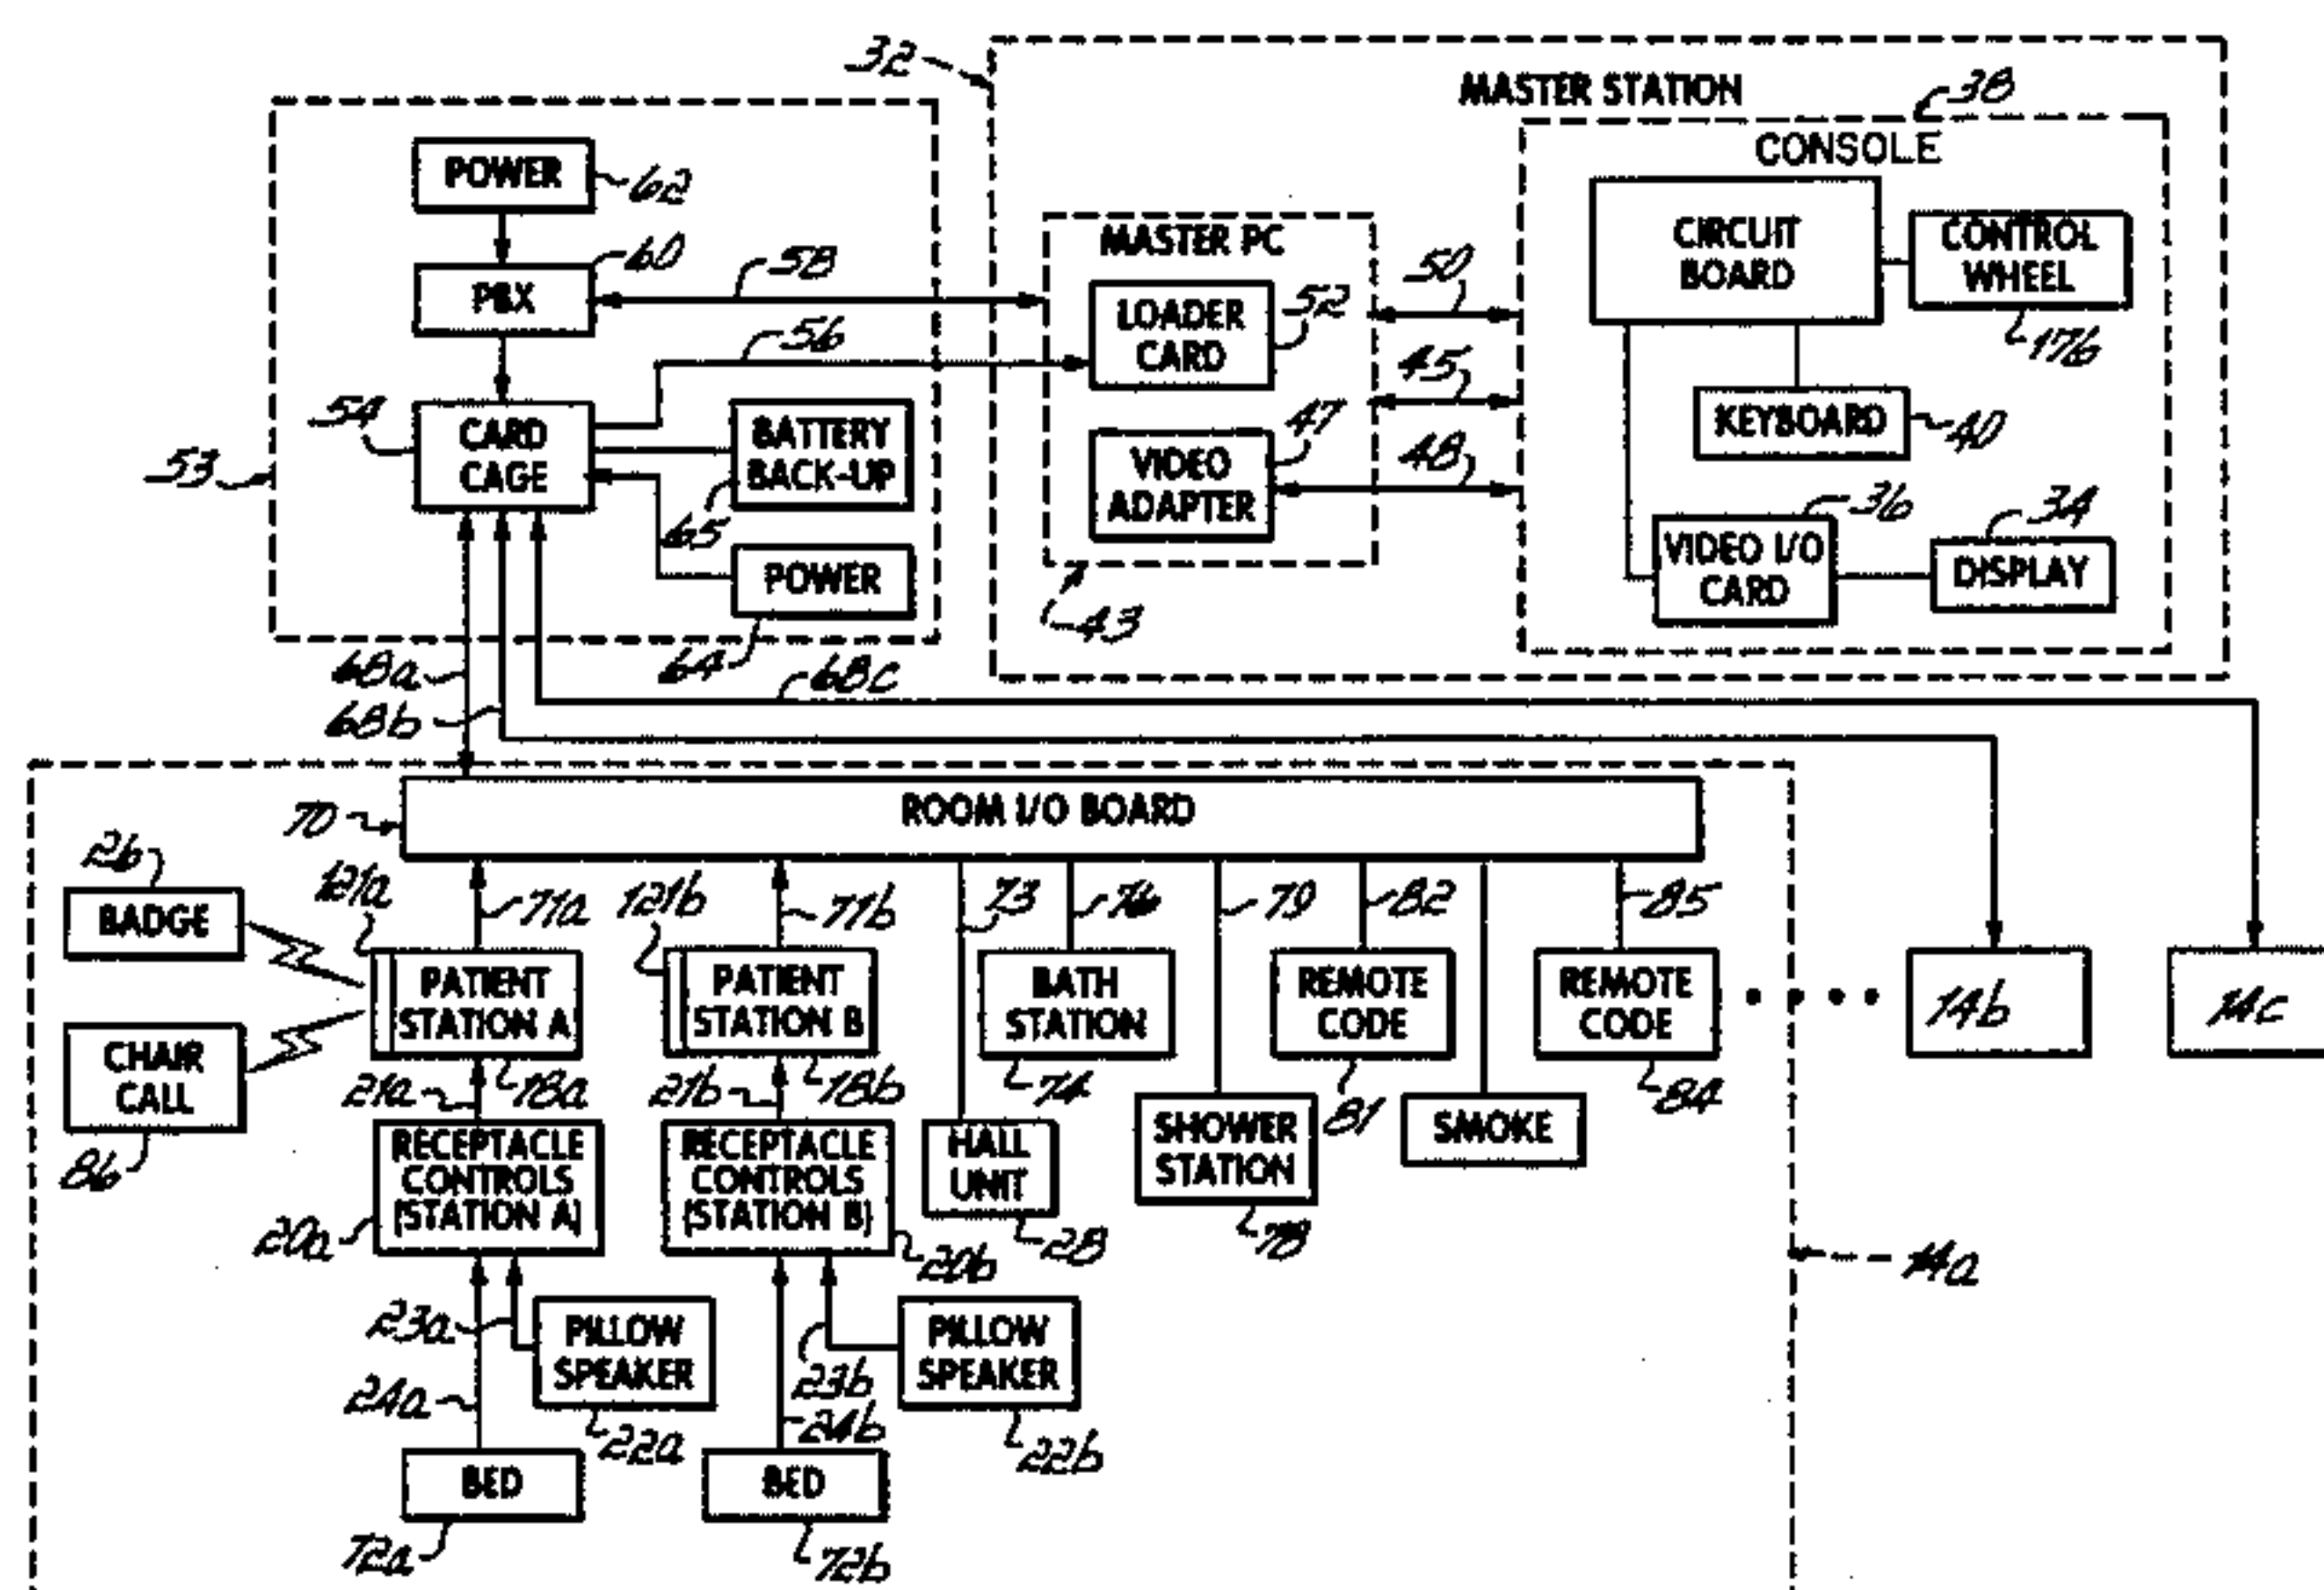 32
MASTER STATION
38
CONSOLE
POWER
62
CIRCUIT
BOARD
CONTROL
WHEEL
176
MASTER PC
60
PBX
58
50
LOADER
CARD
52
56
45
54
CARD
CAGE
BATTERY
BACK-UP
65
53
47
VIDEO
ADAPTER
48
KEYBOARD
40
36
34
VIDEO I/O
CARD
DISPLAY
POWER
64
43
68a
68c
68b
ROOM I/O BOARD
70
26
BADGE
121a
71a
121b
71b
73
76
79
82
85
PATIENT
STATION A
PATIENT
STATION B
BATH
STATION
REMOTE
CODE
REMOTE
CODE
14b
14c
CHAIR
CALL
86
21a
18a
21b
18b
74
81
84
RECEPTACLE
CONTROLS
(STATION A)
RECEPTACLE
CONTROLS
(STATION B)
HALL
UNIT
SHOWER
STATION
SMOKE
20a
20b
28
78
14a
23a
PILLOW
SPEAKER
23b
PILLOW
SPEAKER
24a
24b
22a
22b
BED
BED
72a
72b